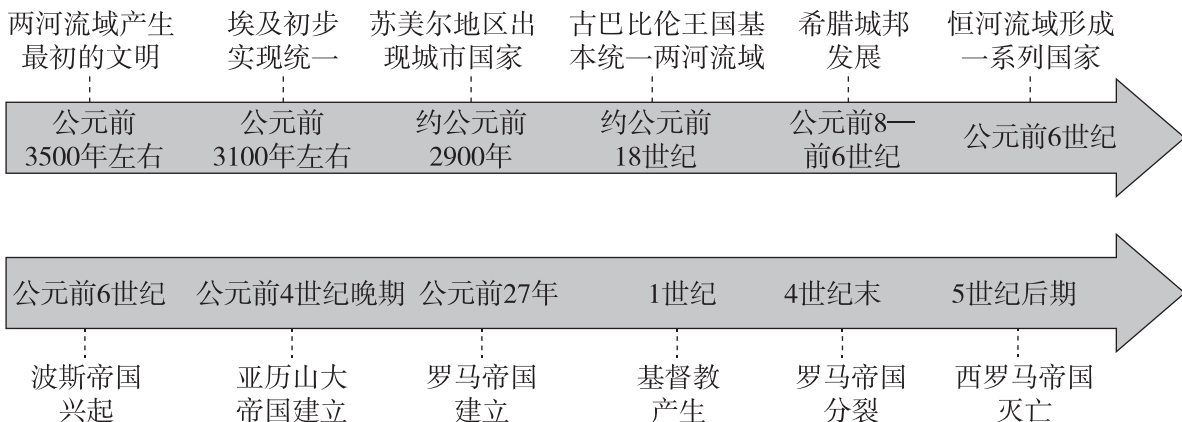 两河流域产生
最初的文明
埃及初步
实现统一
苏美尔地区出
现城市国家
古巴比伦王国基
本统一两河流域
希腊城邦
发展
恒河流域形成
一系列国家
公元前
3500年左右
公元前
3100年左右
约公元前
2900年
约公元前
18世纪
公元前8—
前6世纪
公元前6世纪
公元前6世纪
公元前4世纪晚期
公元前27年
1世纪
4世纪末
5世纪后期
波斯帝国
兴起
亚历山大
帝国建立
罗马帝国
建立
基督教
产生
罗马帝国
分裂
西罗马帝国
灭亡